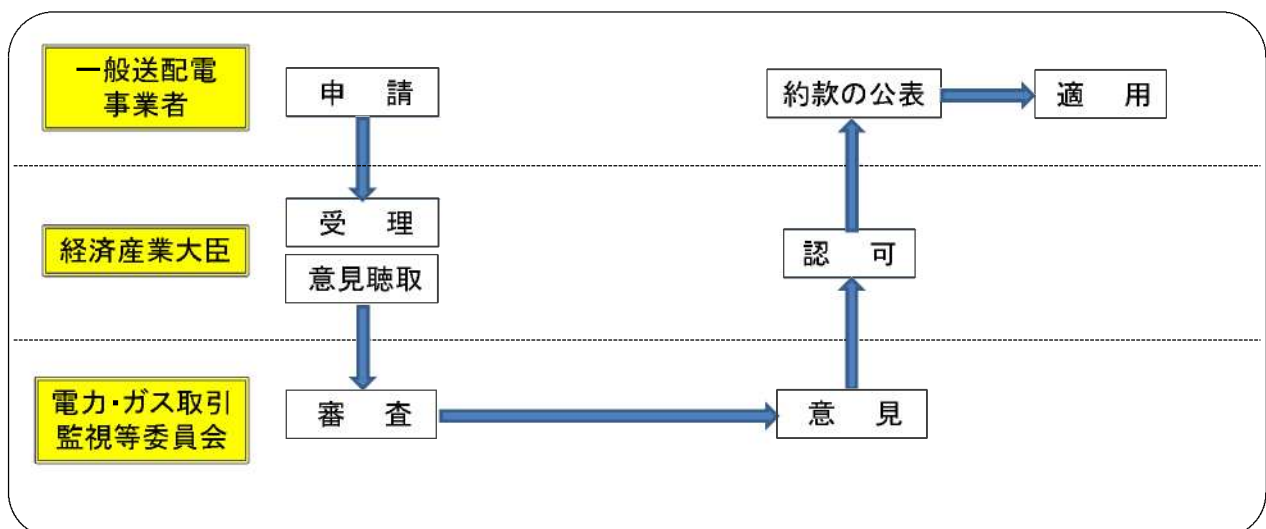 一般送配電
事業者
申　請
約款の公表
適　用
経済産業大臣
受　理
意見聴取
認　可
電力・ガス取引
監視等委員会
審　査
意　見